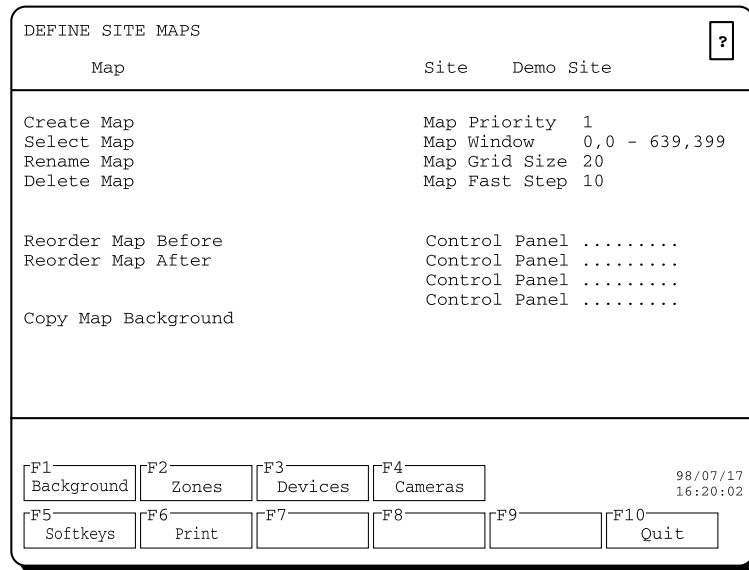 DEFINE SITE MAPS
?
Map Site Demo Site
Create Map Map Priority 1
Select Map Map Window 0,0 - 639,399
Rename Map Map Grid Size 20
Delete Map Map Fast Step 10
Reorder Map Before Control Panel .........
Reorder Map After Control Panel .........
Control Panel .........
Control Panel .........
Copy Map Background
F1 F2 F3 F4
Background Zones Devices Cameras
98/07/17
16:20:02
F5 F6 F7 F8 F9 F10
Softkeys Print Quit